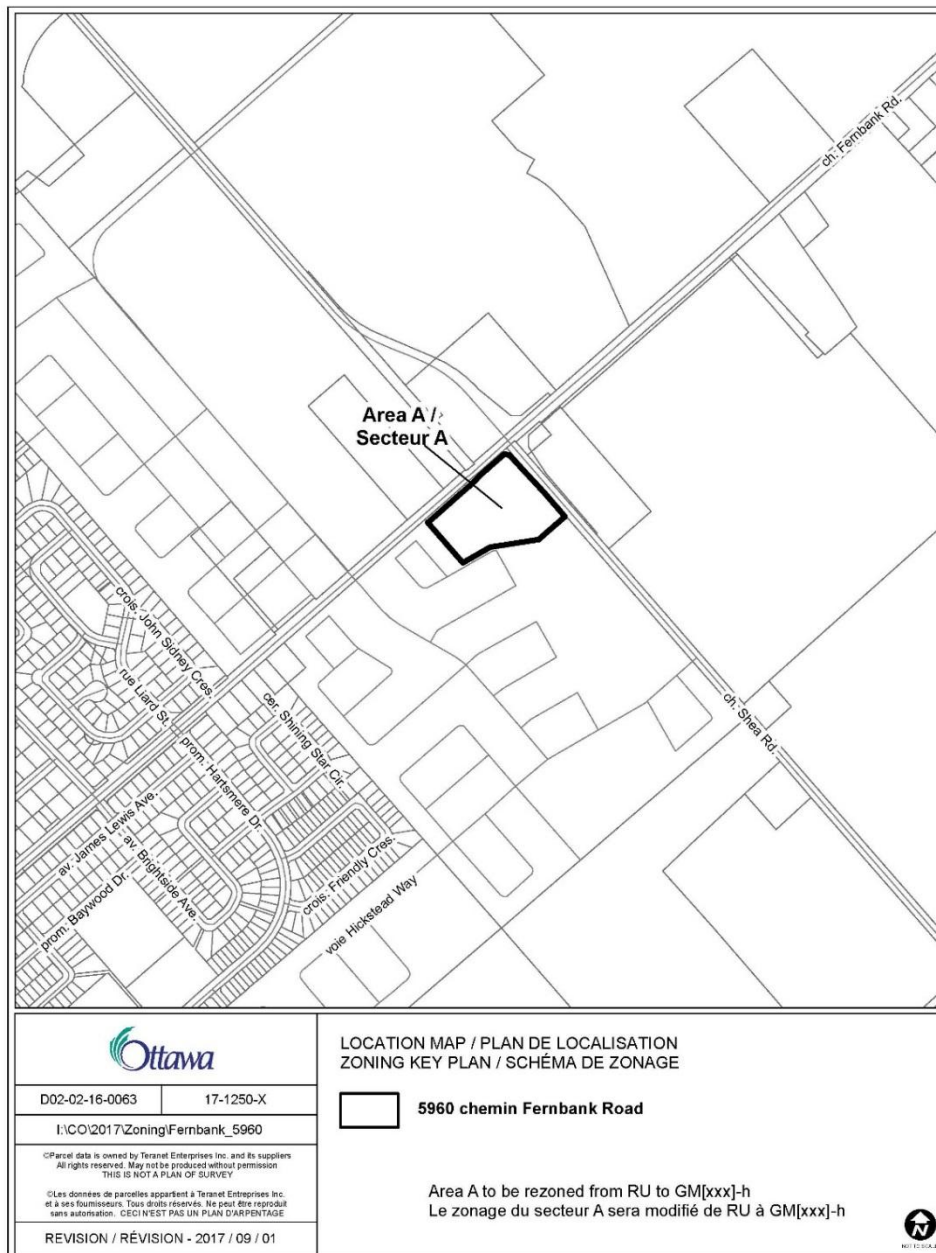 ch. Fernbank Rd.
Area A /
Secteur A
crois. John Sidney Cres.
rue Liard St.
cer. Shining Star Cir.
prom. Hartsmere Dr.
ch. Shea Rd.
av. James Lewis Ave.
av. Brightside Ave.
crois. Friendly Cres.
prom. Baywood Dr.
voie Hickstead Way
Ottawa
D02-02-16-0063
17-1250-X
I:\CO\2017\Zoning\Fernbank_5960
©Parcel data is owned by Teranet Enterprises Inc. and its suppliers
All rights reserved. May not be produced without permission
THIS IS NOT A PLAN OF SURVEY
©Les données de parcelles appartient à Teranet Entreprises Inc.
et à ses fournisseurs. Tous droits réservés. Ne peut être reproduit
sans autorisation. CECI N'EST PAS UN PLAN D'ARPENTAGE
REVISION / RÉVISION - 2017 / 09 / 01
LOCATION MAP / PLAN DE LOCALISATION
ZONING KEY PLAN / SCHÉMA DE ZONAGE
5960 chemin Fernbank Road
Area A to be rezoned from RU to GM[xxx]-h
Le zonage du secteur A sera modifié de RU à GM[xxx]-h
N
NOT TO SCALE